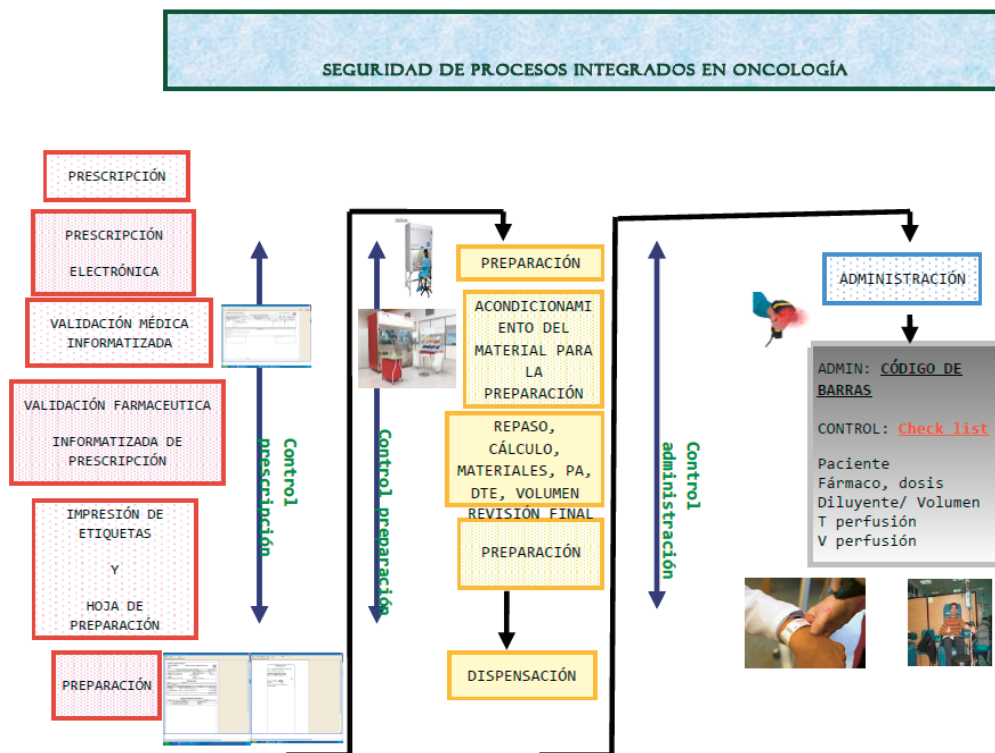 SEGURIDAD DE PROCESOS INTEGRADOS EN ONCOLOGÍA
PRESCRIPCIÓN
PRESCRIPCIÓN
ELECTRÓNICA
VALIDACIÓN MÉDICA
INFORMATIZADA
VALIDACIÓN FARMACEUTICA
INFORMATIZADA DE
PRESCRIPCIÓN
IMPRESIÓN DE
ETIQUETAS
Y
HOJA DE
PREPARACIÓN
PREPARACIÓN
Control
prescripción
Control preparación
PREPARACIÓN
ACONDICIONAMI
ENTO DEL
MATERIAL PARA
LA
PREPARACIÓN
REPASO,
CÁLCULO,
MATERIALES, PA,
DTE, VOLUMEN
REVISIÓN FINAL
PREPARACIÓN
DISPENSACIÓN
Control
administración
ADMINISTRACIÓN
ADMIN: CÓDIGO DE
BARRAS
CONTROL: Check list
Paciente
Fármaco, dosis
Diluyente/ Volumen
T perfusión
V perfusión